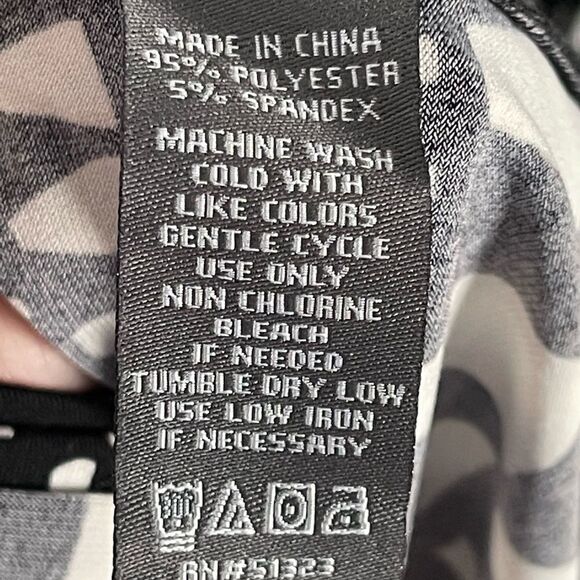 MADE IN CHINA
95% POLYESTER
5% SPANDEX
MACHINE WASH
COLD WITH
LIKE COLORS
GENTLE CYCLE
USE ONLY
NON CHLORINE
BLEACH
IF NEEDED
TUMBLE DRY LOW
USE LOW IRON
IF NECESSARY
RN#51323